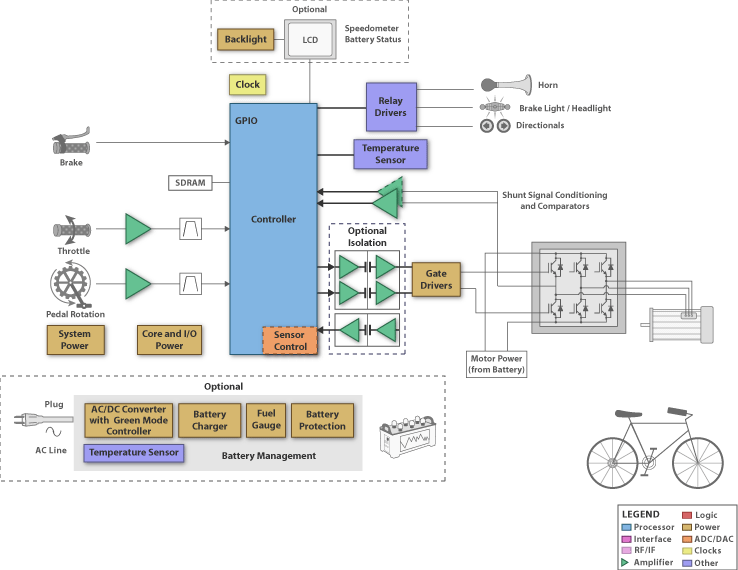 Optional
Backlight
LCD
Speedometer
Battery Status
Clock
GPIO
Relay
Drivers
Horn
Brake Light / Headlight
Directionals
Brake
Temperature
Sensor
SDRAM
Shunt Signal Conditioning
and Comparators
Controller
Optional
Isolation
Throttle
Gate
Drivers
Pedal Rotation
System
Power
Core and I/O
Power
Sensor
Control
Motor Power
(from Battery)
Optional
Plug
AC Line
AC/DC Converter
with Green Mode
Controller
Battery
Charger
Fuel
Gauge
Battery
Protection
Temperature Sensor
Battery Management
LEGEND
Processor
Interface
RF/IF
Amplifier
Logic
Power
ADC/DAC
Clocks
Other